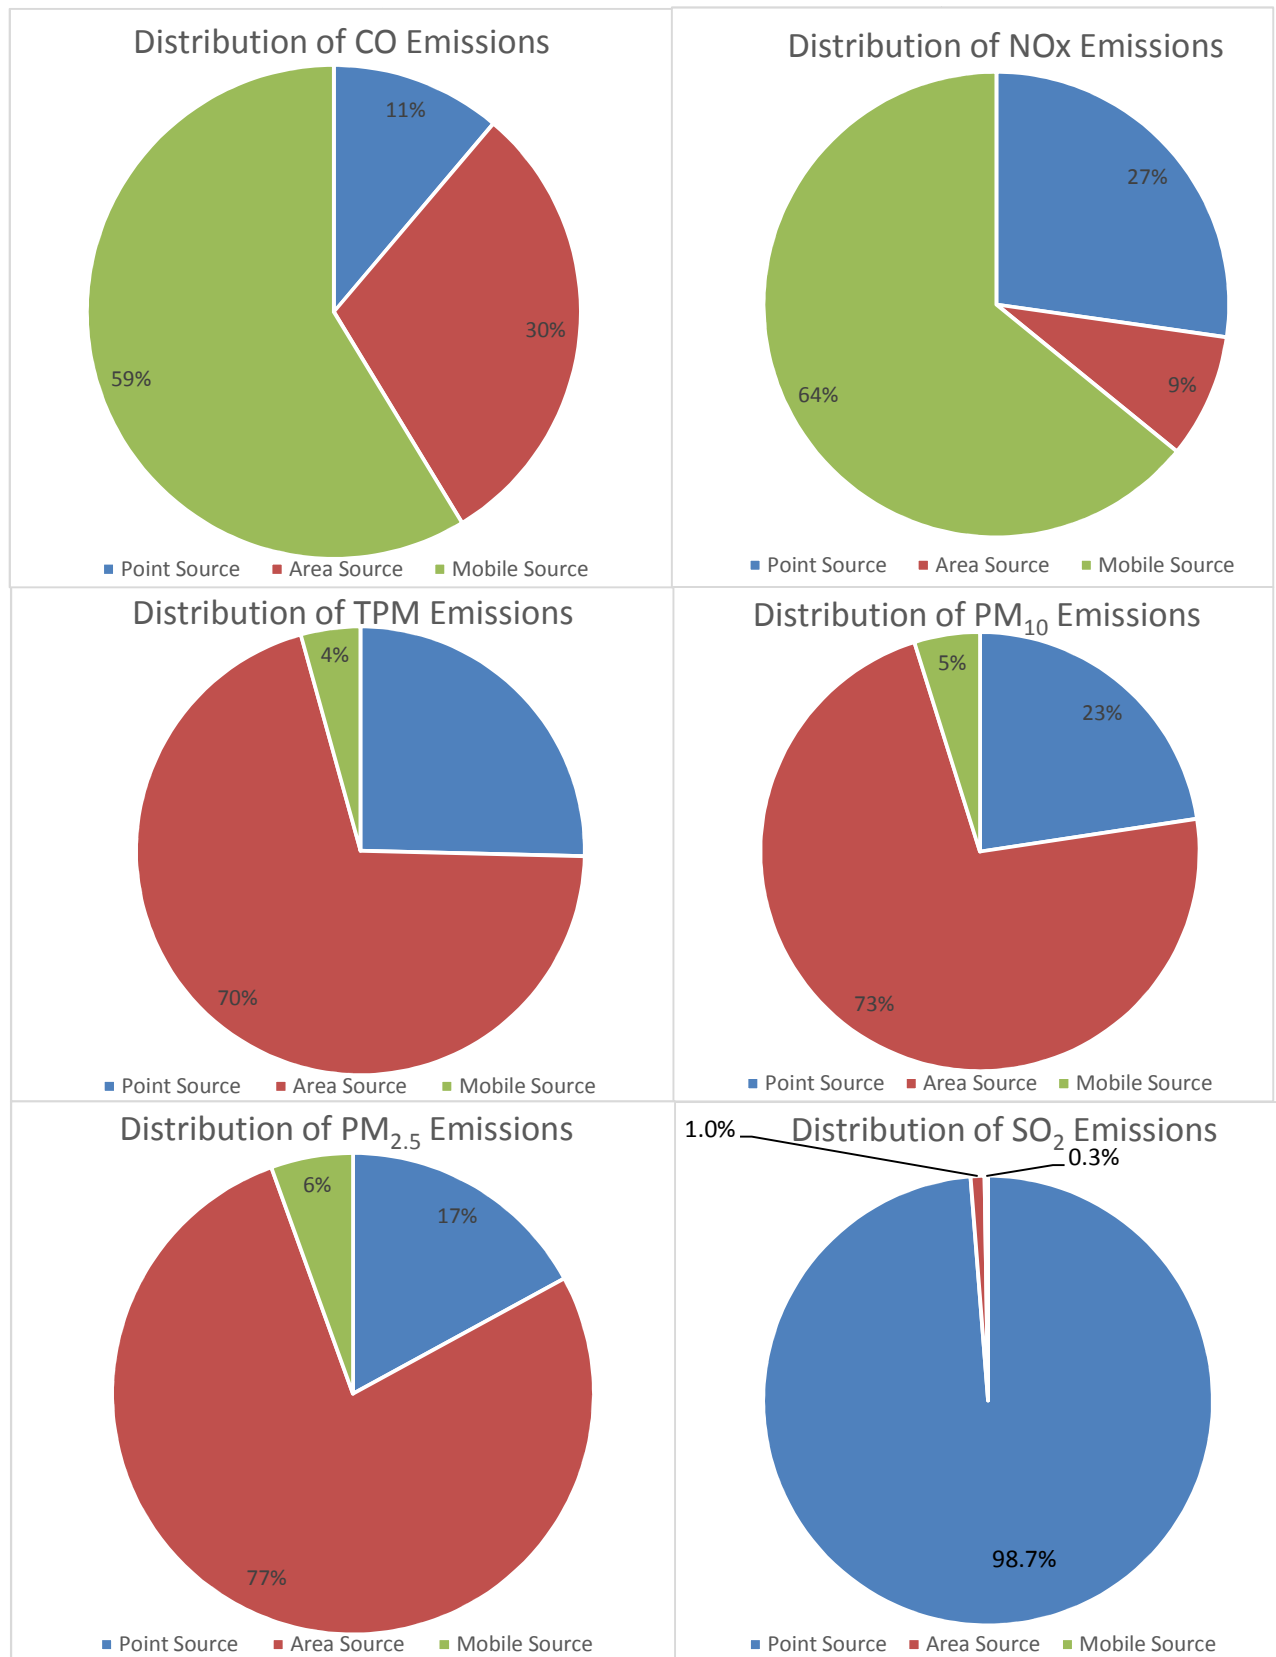 Distribution of CO Emissions
11%
30%
59%
Point Source Area Source Mobile Source
Distribution of NOx Emissions
27%
9%
64%
Point Source Area Source Mobile Source
Distribution of TPM Emissions
4%
70%
Point Source Area Source Mobile Source
Distribution of PM10 Emissions
5%
23%
73%
Point Source Area Source Mobile Source
Distribution of PM2.5 Emissions
6%
17%
77%
Point Source Area Source Mobile Source
Distribution of SO2 Emissions
1.0%
0.3%
98.7%
Point Source Area Source Mobile Source